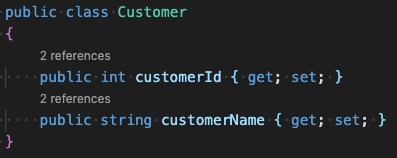 public class Customer
{
2 references
public int customerId { get; set; }
2 references
public string customerName { get; set; }
}